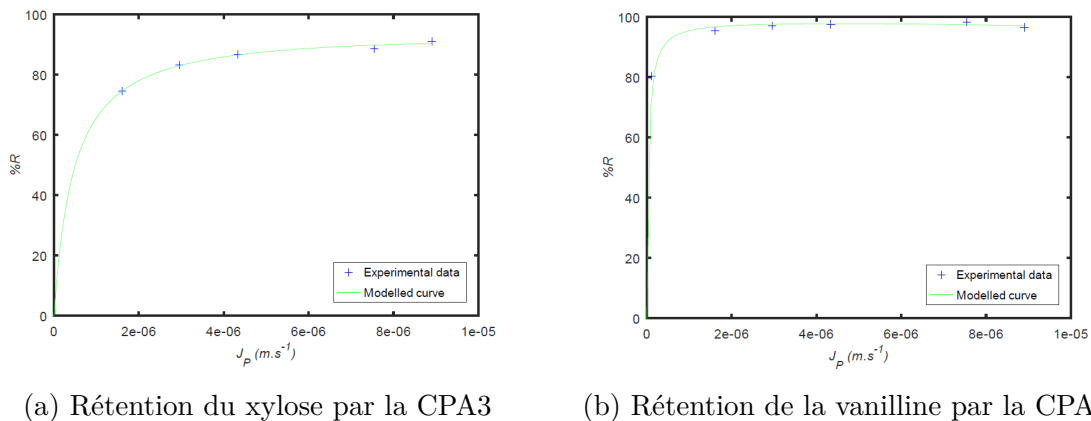 100
80
60
40
20
0
%R
0
2e-06
4e-06
6e-06
8e-06
1e-05
J_P (m.s^-1)
Experimental data
Modelled curve
(a) Rétention du xylose par la CPA3
100
80
60
40
20
0
%R
0
2e-06
4e-06
6e-06
8e-06
1e-05
J_P (m.s^-1)
Experimental data
Modelled curve
(b) Rétention de la vanilline par la CPA